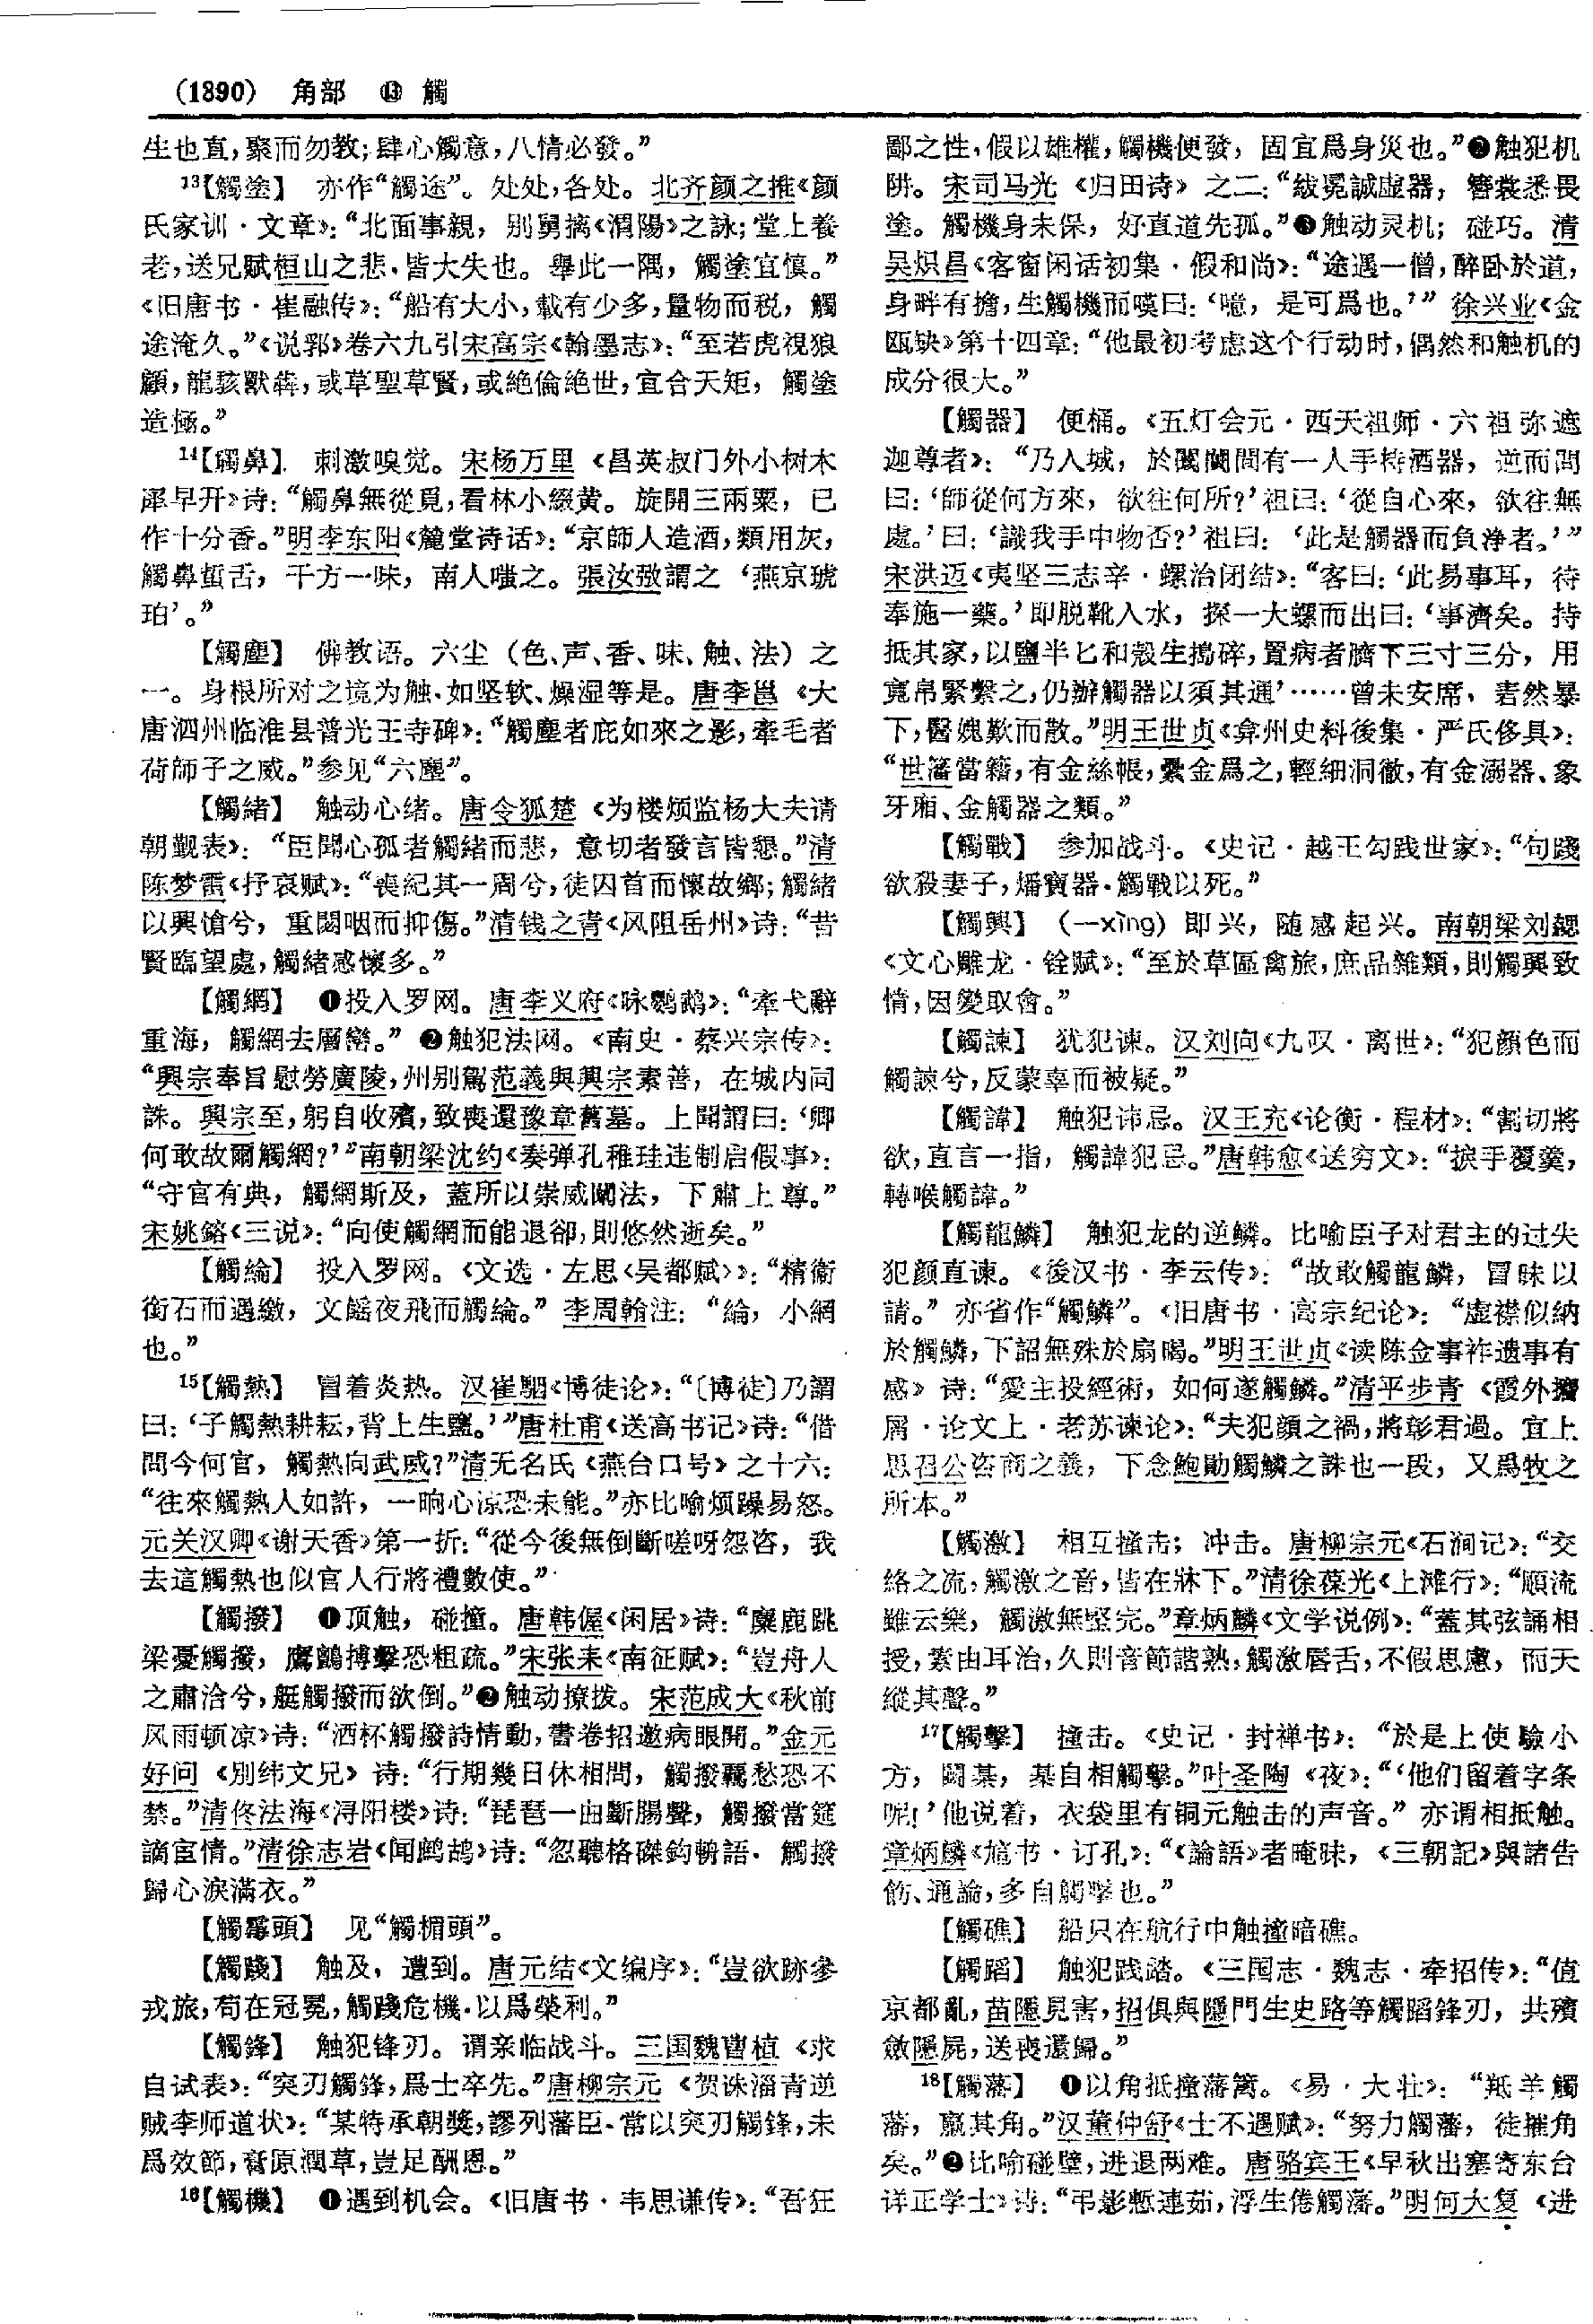 (1890) 角部 ⑬ 觸
生也直，聚而勿教；肆心觸意，八情必發。”
13【觸塗】 亦作“觸途”。处处，各处。北齐颜之推《颜
氏家训·文章》：“北面事親，别舅摛《渭陽》之詠；堂上養
老，送兄赋桓山之悲，皆大失也。舉此一隅，觸塗宜慎。”
《旧唐书·崔融传》：“船有大小，載有少多，量物而税，觸
途淹久。”《说郛》卷六九引宋高宗《翰墨志》：“至若虎視狼
顧，龍駭獸犇，或草聖草賢，或絶倫絶世，宜合天矩，觸塗
造極。”
14【觸鼻】 刺激嗅觉。宋杨万里《昌英叔门外小树木
犀早开》诗：“觸鼻無從覓，看林小綴黄。旋開三兩粟，已
作十分香。”明李东阳《麓堂诗话》：“京師人造酒，類用灰，
觸鼻蜇舌，千方一味，南人嗤之。張汝弼謂之‘燕京琥
珀’。”
【觸塵】 佛教语。六尘（色、声、香、味、触、法）之
一。身根所对之境为触，如坚软、燥湿等是。唐李邕《大
唐泗州临淮县普光王寺碑》：“觸塵者庇如來之影，牽毛者
荷師子之威。”参见“六塵”。
【觸緒】 触动心绪。唐令狐楚《为楼烦监杨大夫请
朝觐表》：“臣聞心孤者觸緒而悲，意切者發言皆懇。”清
陈梦雷《抒哀赋》：“喪紀其一周兮，徒囚首而懷故鄉；觸緒
以興愴兮，重閎咽而抑傷。”清钱之青《风阻岳州》诗：“昔
賢臨望處，觸緒感懷多。”
【觸網】 ❶投入罗网。唐李义府《咏鹦鹉》：“牽弋辭
重海，觸網去層巒。”❷触犯法网。《南史·蔡兴宗传》：
“興宗奉旨慰勞廣陵，州别駕范義與興宗素善，在城内同
誅。興宗至，躬自收殯，致喪還豫章舊墓。上聞謂曰：‘卿
何敢故爾觸網？’”南朝梁沈约《奏弹孔稚珪违制启假事》：
“守官有典，觸網斯及，蓋所以崇威闡法，下肅上尊。”
宋姚鎔《三说》：“向使觸網而能退卻，則悠然逝矣。”
【觸綸】 投入罗网。《文选·左思〈吴都赋〉》：“精衛
銜石而遇繳，文鰩夜飛而觸綸。”李周翰注：“綸，小網
也。”
15【觸熱】 冒着炎热。汉崔駰《博徒论》：“〔博徒〕乃謂
曰：‘子觸熱耕耘，背上生鹽。’”唐杜甫《送高书记》诗：“借
問今何官，觸熱向武威？”清无名氏《燕台口号》之十六：
“往來觸熱人如許，一晌心涼恐未能。”亦比喻烦躁易怒。
元关汉卿《谢天香》第一折：“從今後無倒斷嗟呀怨咨，我
去這觸熱也似官人行將禮數使。”
【觸撥】 ❶顶触，碰撞。唐韩偓《闲居》诗：“麋鹿跳
梁憂觸撥，鷹鸇搏擊恐粗疏。”宋张耒《南征赋》：“豈舟人
之肅洽兮，艇觸撥而欲倒。”❷触动撩拨。宋范成大《秋前
风雨顿凉》诗：“酒杯觸撥詩情動，書卷招邀病眼開。”金元
好问《别纬文兄》诗：“行期幾日休相問，觸撥羈愁恐不
禁。”清佟法海《浔阳楼》诗：“琵琶一曲斷腸聲，觸撥當筵
謫宦情。”清徐志岩《闻鹧鸪》诗：“忽聽格磔鈎輈語，觸撥
歸心淚滿衣。”
【觸霉頭】 见“觸楣頭”。
【觸踐】 触及，遭到。唐元结《文编序》：“豈欲跡參
戎旅，苟在冠冕，觸踐危機，以爲榮利。”
【觸鋒】 触犯锋刃。谓亲临战斗。三国魏曹植《求
自试表》：“突刃觸鋒，爲士卒先。”唐柳宗元《贺诛淄青逆
贼李师道状》：“某特承朝獎，謬列藩臣，常以突刃觸鋒，未
爲效節，膏原潤草，豈足酬恩。”
16【觸機】 ❶遇到机会。《旧唐书·韦思谦传》：“吾狂
鄙之性，假以雄權，觸機便發，固宜爲身災也。”❷触犯机
阱。宋司马光《归田诗》之二：“紱冕誠虚器，簪裳悉畏
塗。觸機身未保，好直道先孤。”❸触动灵机；碰巧。清
吴炽昌《客窗闲话初集·假和尚》：“途遇一僧，醉卧於道，
身畔有擔，生觸機而嘆曰：‘噫，是可爲也。’”徐兴业《金
瓯缺》第十四章：“他最初考虑这个行动时，偶然和触机的
成分很大。”
【觸器】 便桶。《五灯会元·西天祖师·六祖弥遮
迦尊者》：“乃入城，於闤闠間有一人手持酒器，逆而問
曰：‘師從何方來，欲往何所？’祖曰：‘從自心來，欲往無
處。’曰：‘識我手中物否？’祖曰：‘此是觸器而負净者。’”
宋洪迈《夷坚三志辛·螺治闭结》：“客曰：‘此易事耳，待
奉施一藥。’即脱靴入水，探一大螺而出曰：‘事濟矣。持
抵其家，以鹽半匕和殼生搗碎，置病者臍下三寸三分，用
寬帛緊繫之，仍辦觸器以須其通’……曾未安席，砉然暴
下，醫媿歎而散。”明王世贞《弇州史料後集·严氏侈具》：
“世蕃當籍，有金絲帳，纍金爲之，輕細洞徹，有金溺器、象
牙廂、金觸器之類。”
【觸戰】 参加战斗。《史记·越王勾践世家》：“句踐
欲殺妻子，燔寶器，觸戰以死。”
【觸興】 （—xìng）即兴，随感起兴。南朝梁刘勰
《文心雕龙·铨赋》：“至於草區禽旅，庶品雜類，則觸興致
情，因變取會。”
【觸諫】 犹犯谏。汉刘向《九叹·离世》：“犯顔色而
觸諫兮，反蒙辜而被疑。”
【觸諱】 触犯讳忌。汉王充《论衡·程材》：“割切將
欲，直言一指，觸諱犯忌。”唐韩愈《送穷文》：“捩手覆羹，
轉喉觸諱。”
【觸龍鱗】 触犯龙的逆鳞。比喻臣子对君主的过失
犯颜直谏。《後汉书·李云传》：“故敢觸龍鱗，冒昧以
請。”亦省作“觸鱗”。《旧唐书·高宗纪论》：“虚襟似納
於觸鱗，下詔無殊於扇暍。”明王世贞《读陈佥事祚遗事有
感》诗：“愛主投經術，如何遂觸鱗。”清平步青《霞外攟
屑·论文上·老苏谏论》：“夫犯顔之禍，將彰君過。宜上
思召公咨商之義，下念鮑勛觸鱗之誅也一段，又爲牧之
所本。”
【觸激】 相互撞击；冲击。唐柳宗元《石涧记》：“交
絡之流，觸激之音，皆在牀下。”清徐葆光《上滩行》：“順流
雖云樂，觸激無堅完。”章炳麟《文学说例》：“蓋其弦誦相
授，素由耳治，久則音節諧熟，觸激唇舌，不假思慮，而天
縱其聲。”
17【觸擊】 撞击。《史记·封禅书》：“於是上使驗小
方，鬭棊，棊自相觸擊。”叶圣陶《夜》：“‘他们留着字条
呢！’他说着，衣袋里有铜元触击的声音。”亦谓相抵触。
章炳麟《訄书·订孔》：“《論語》者晻昧，《三朝記》與諸告
飭、通論，多自觸擊也。”
【觸礁】 船只在航行中触撞暗礁。
【觸蹈】 触犯践踏。《三国志·魏志·牵招传》：“值
京都亂，苗隱見害，招俱與隱門生史路等觸蹈鋒刃，共殯
斂隱屍，送喪還歸。”
18【觸藩】 ❶以角抵撞藩篱。《易·大壮》：“羝羊觸
藩，羸其角。”汉董仲舒《士不遇赋》：“努力觸藩，徒摧角
矣。”❷比喻碰壁，进退两难。唐骆宾王《早秋出塞寄东台
详正学士》诗：“弔影慙連茹，浮生倦觸藩。”明何大复《进